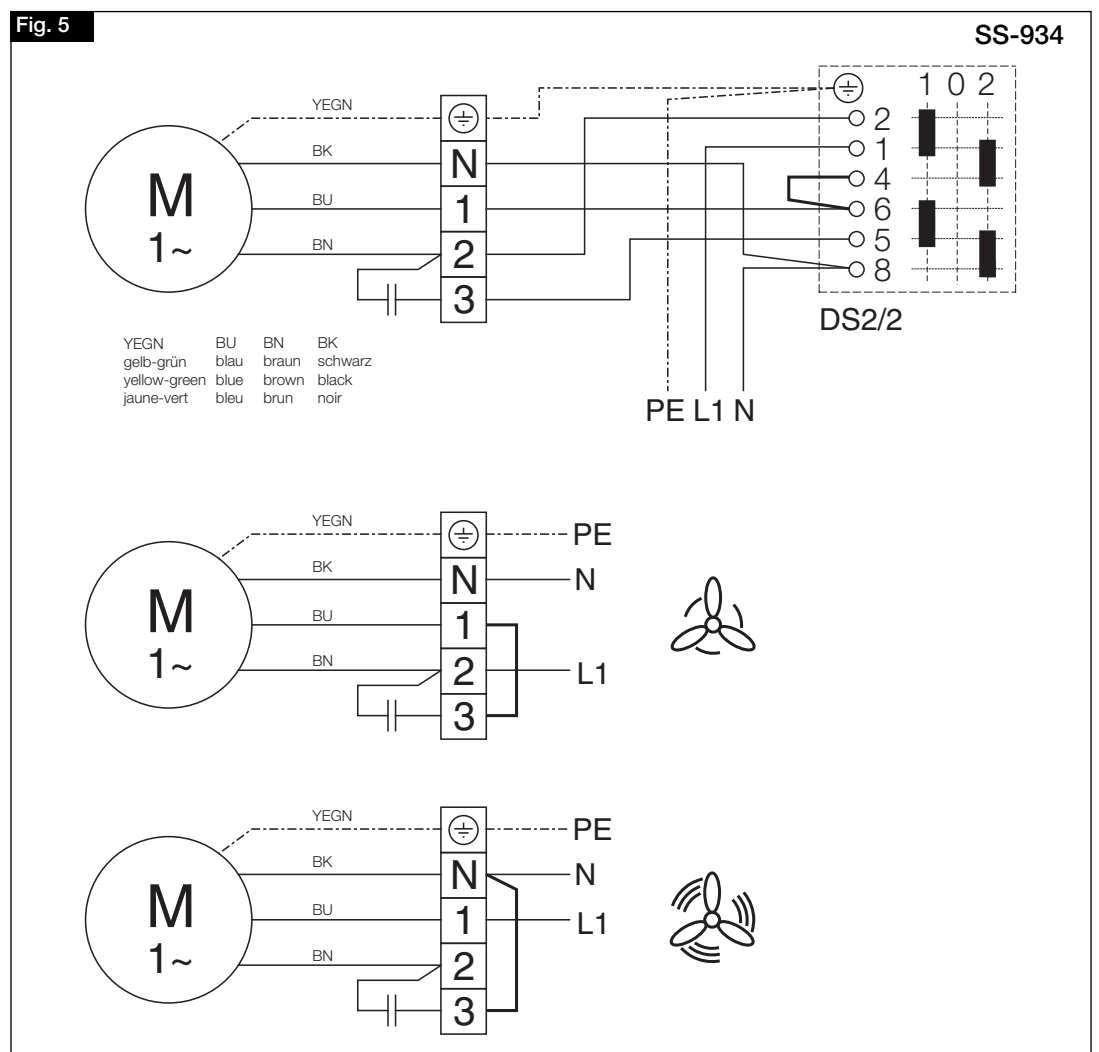 Fig. 5
SS-934
1 0 2
YEGN
2
BK
N
1
M
1~
4
BU
1
6
BN
2
5
3
8
DS2/2
YEGN BU BN BK
gelb-grün blau braun schwarz
yellow-green blue brown black
jaune-vert bleu brun noir
PE L1 N
YEGN
PE
BK
N
N
M
1~
BU
1
BN
2
L1
3
YEGN
PE
BK
N
N
M
1~
BU
1
L1
BN
2
3